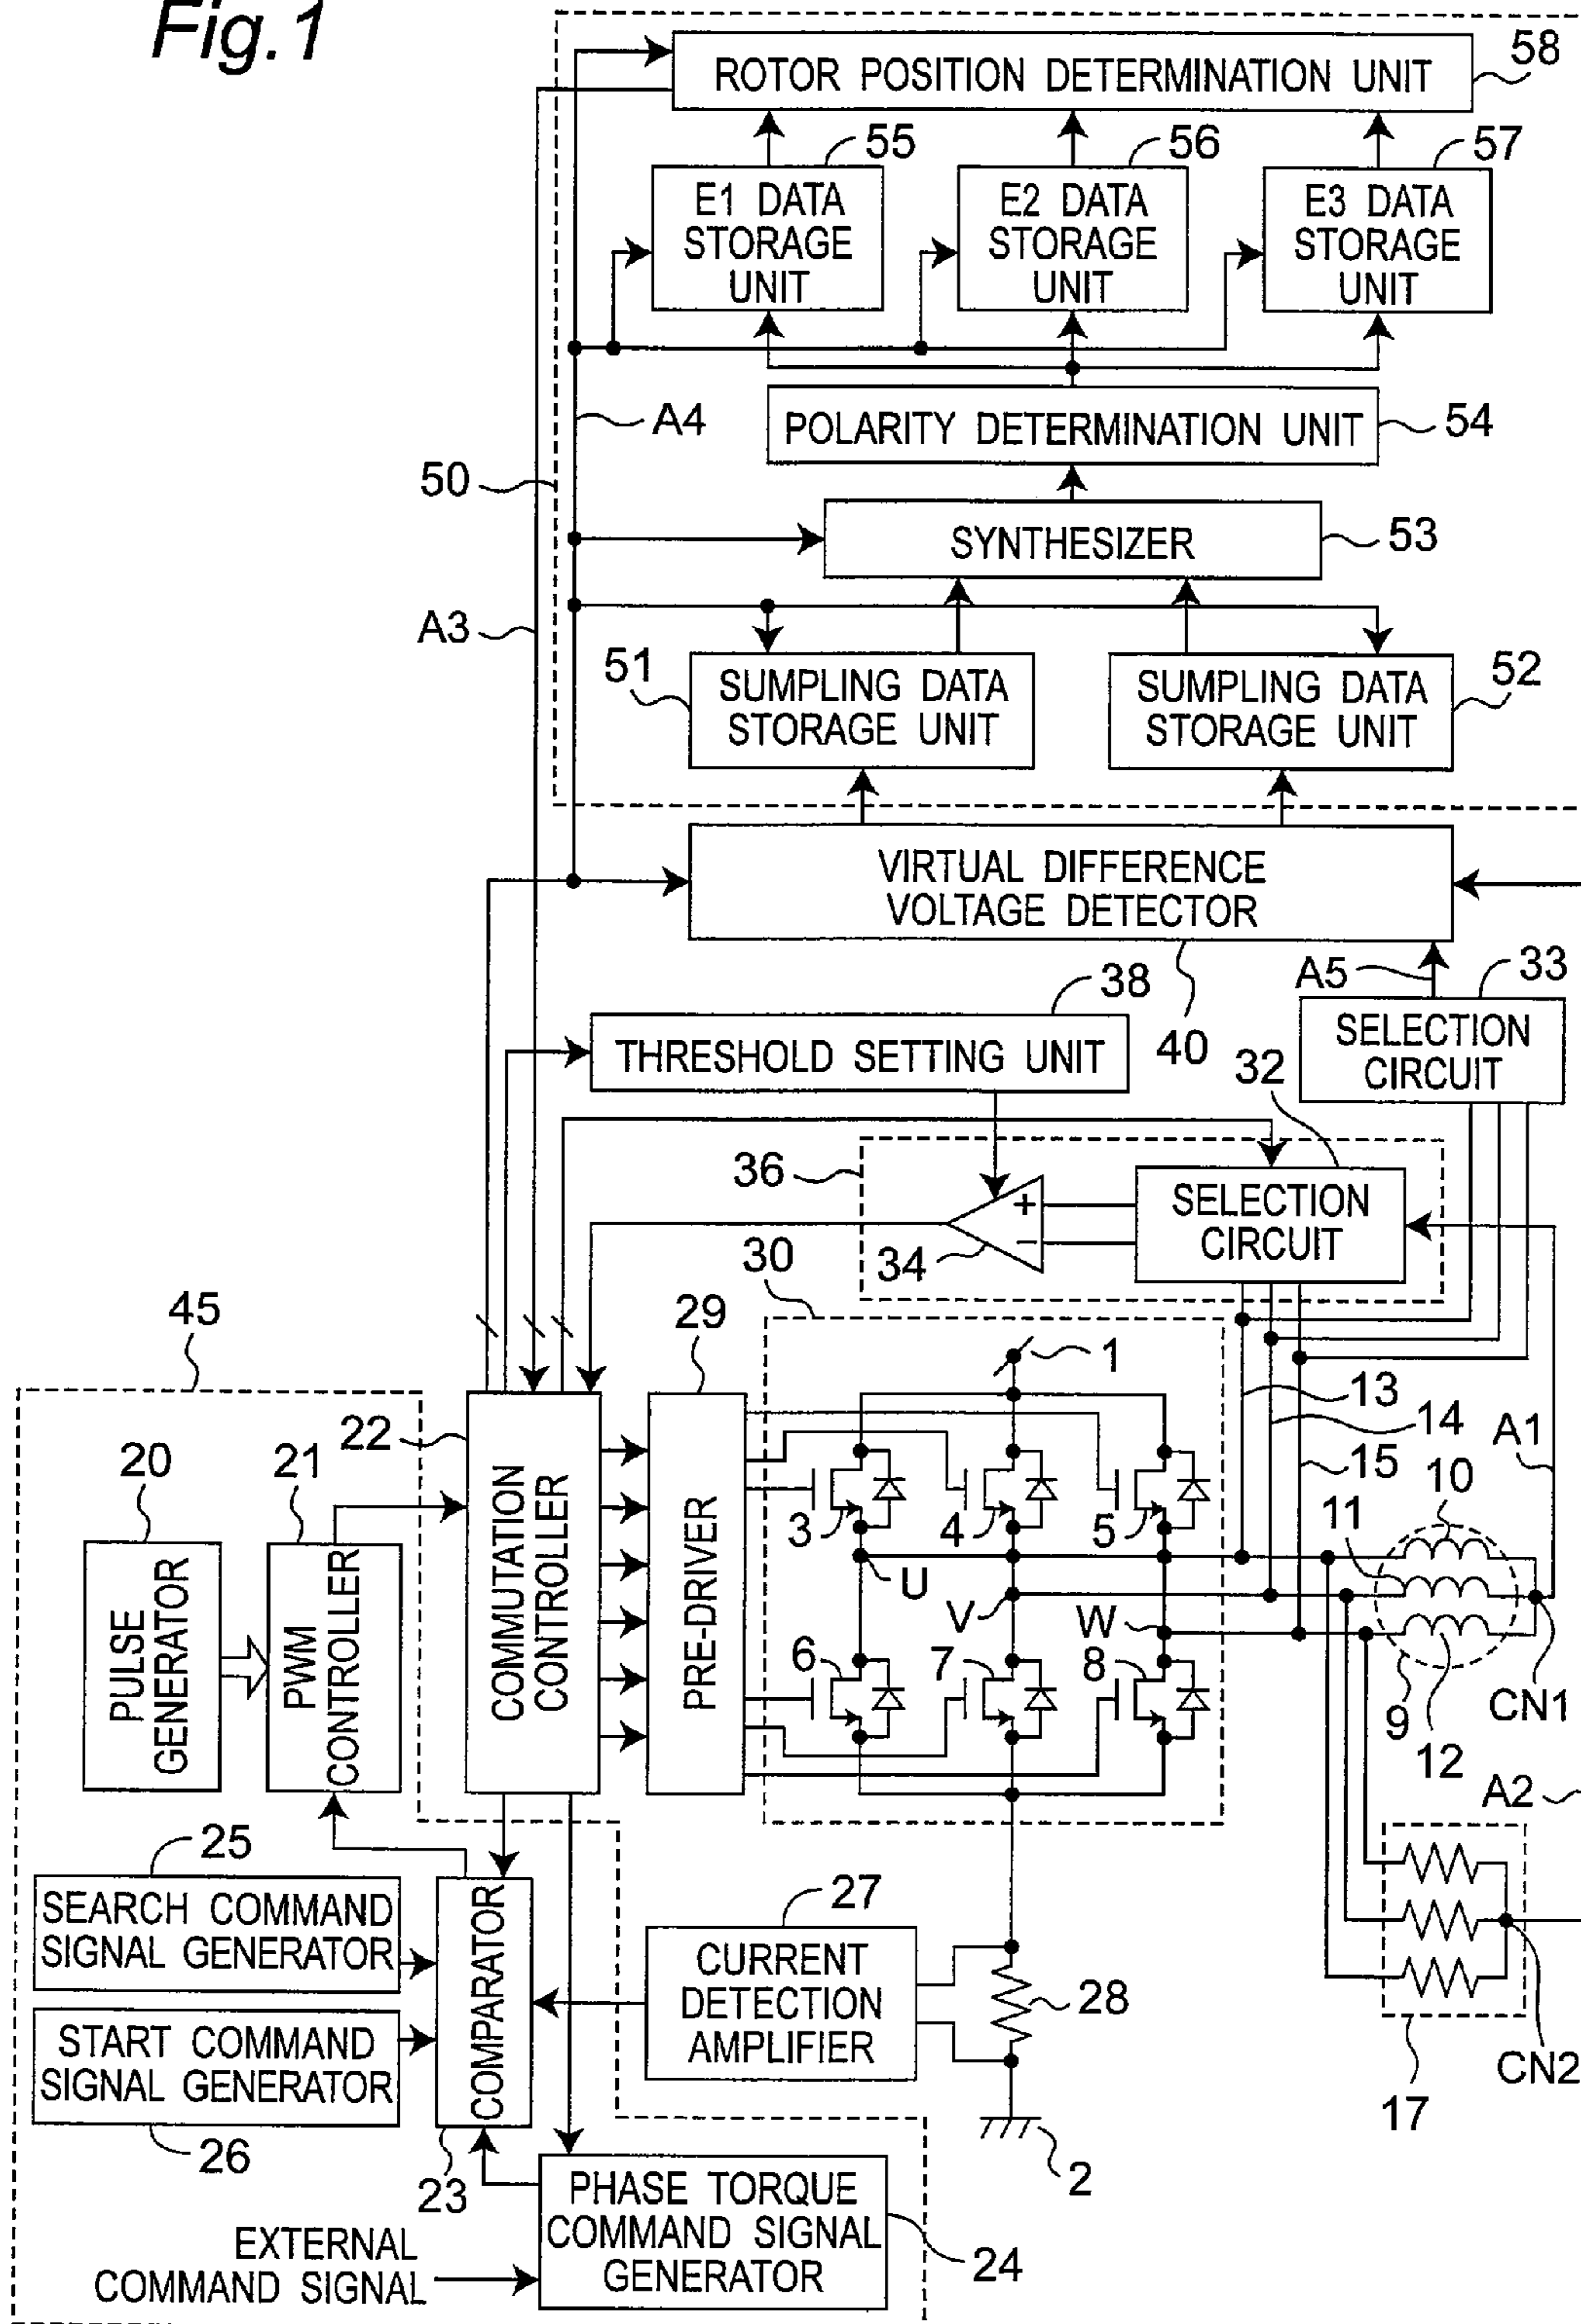 Fig.1
58
ROTOR POSITION DETERMINATION UNIT
55
56
57
E1 DATA
STORAGE
UNIT
E2 DATA
STORAGE
UNIT
E3 DATA
STORAGE
UNIT
A4
POLARITY DETERMINATION UNIT
54
50
SYNTHESIZER
53
A3
51
SUMPLING DATA
STORAGE UNIT
SUMPLING DATA
STORAGE UNIT
52
VIRTUAL DIFFERENCE
VOLTAGE DETECTOR
A5
33
38
THRESHOLD SETTING UNIT
40
SELECTION
CIRCUIT
32
36
+
−
SELECTION
CIRCUIT
34
30
45
29
1
13
14
A1
22
15
20
21
10
11
COMMUTATION
CONTROLLER
PRE-DRIVER
3
4
5
PULSE
GENERATOR
PWM
CONTROLLER
U
V
W
6
7
8
9
CN1
12
A2
25
27
SEARCH COMMAND
SIGNAL GENERATOR
COMPARATOR
CURRENT
DETECTION
AMPLIFIER
28
START COMMAND
SIGNAL GENERATOR
CN2
17
26
23
2
PHASE TORQUE
COMMAND SIGNAL
GENERATOR
24
EXTERNAL
COMMAND SIGNAL